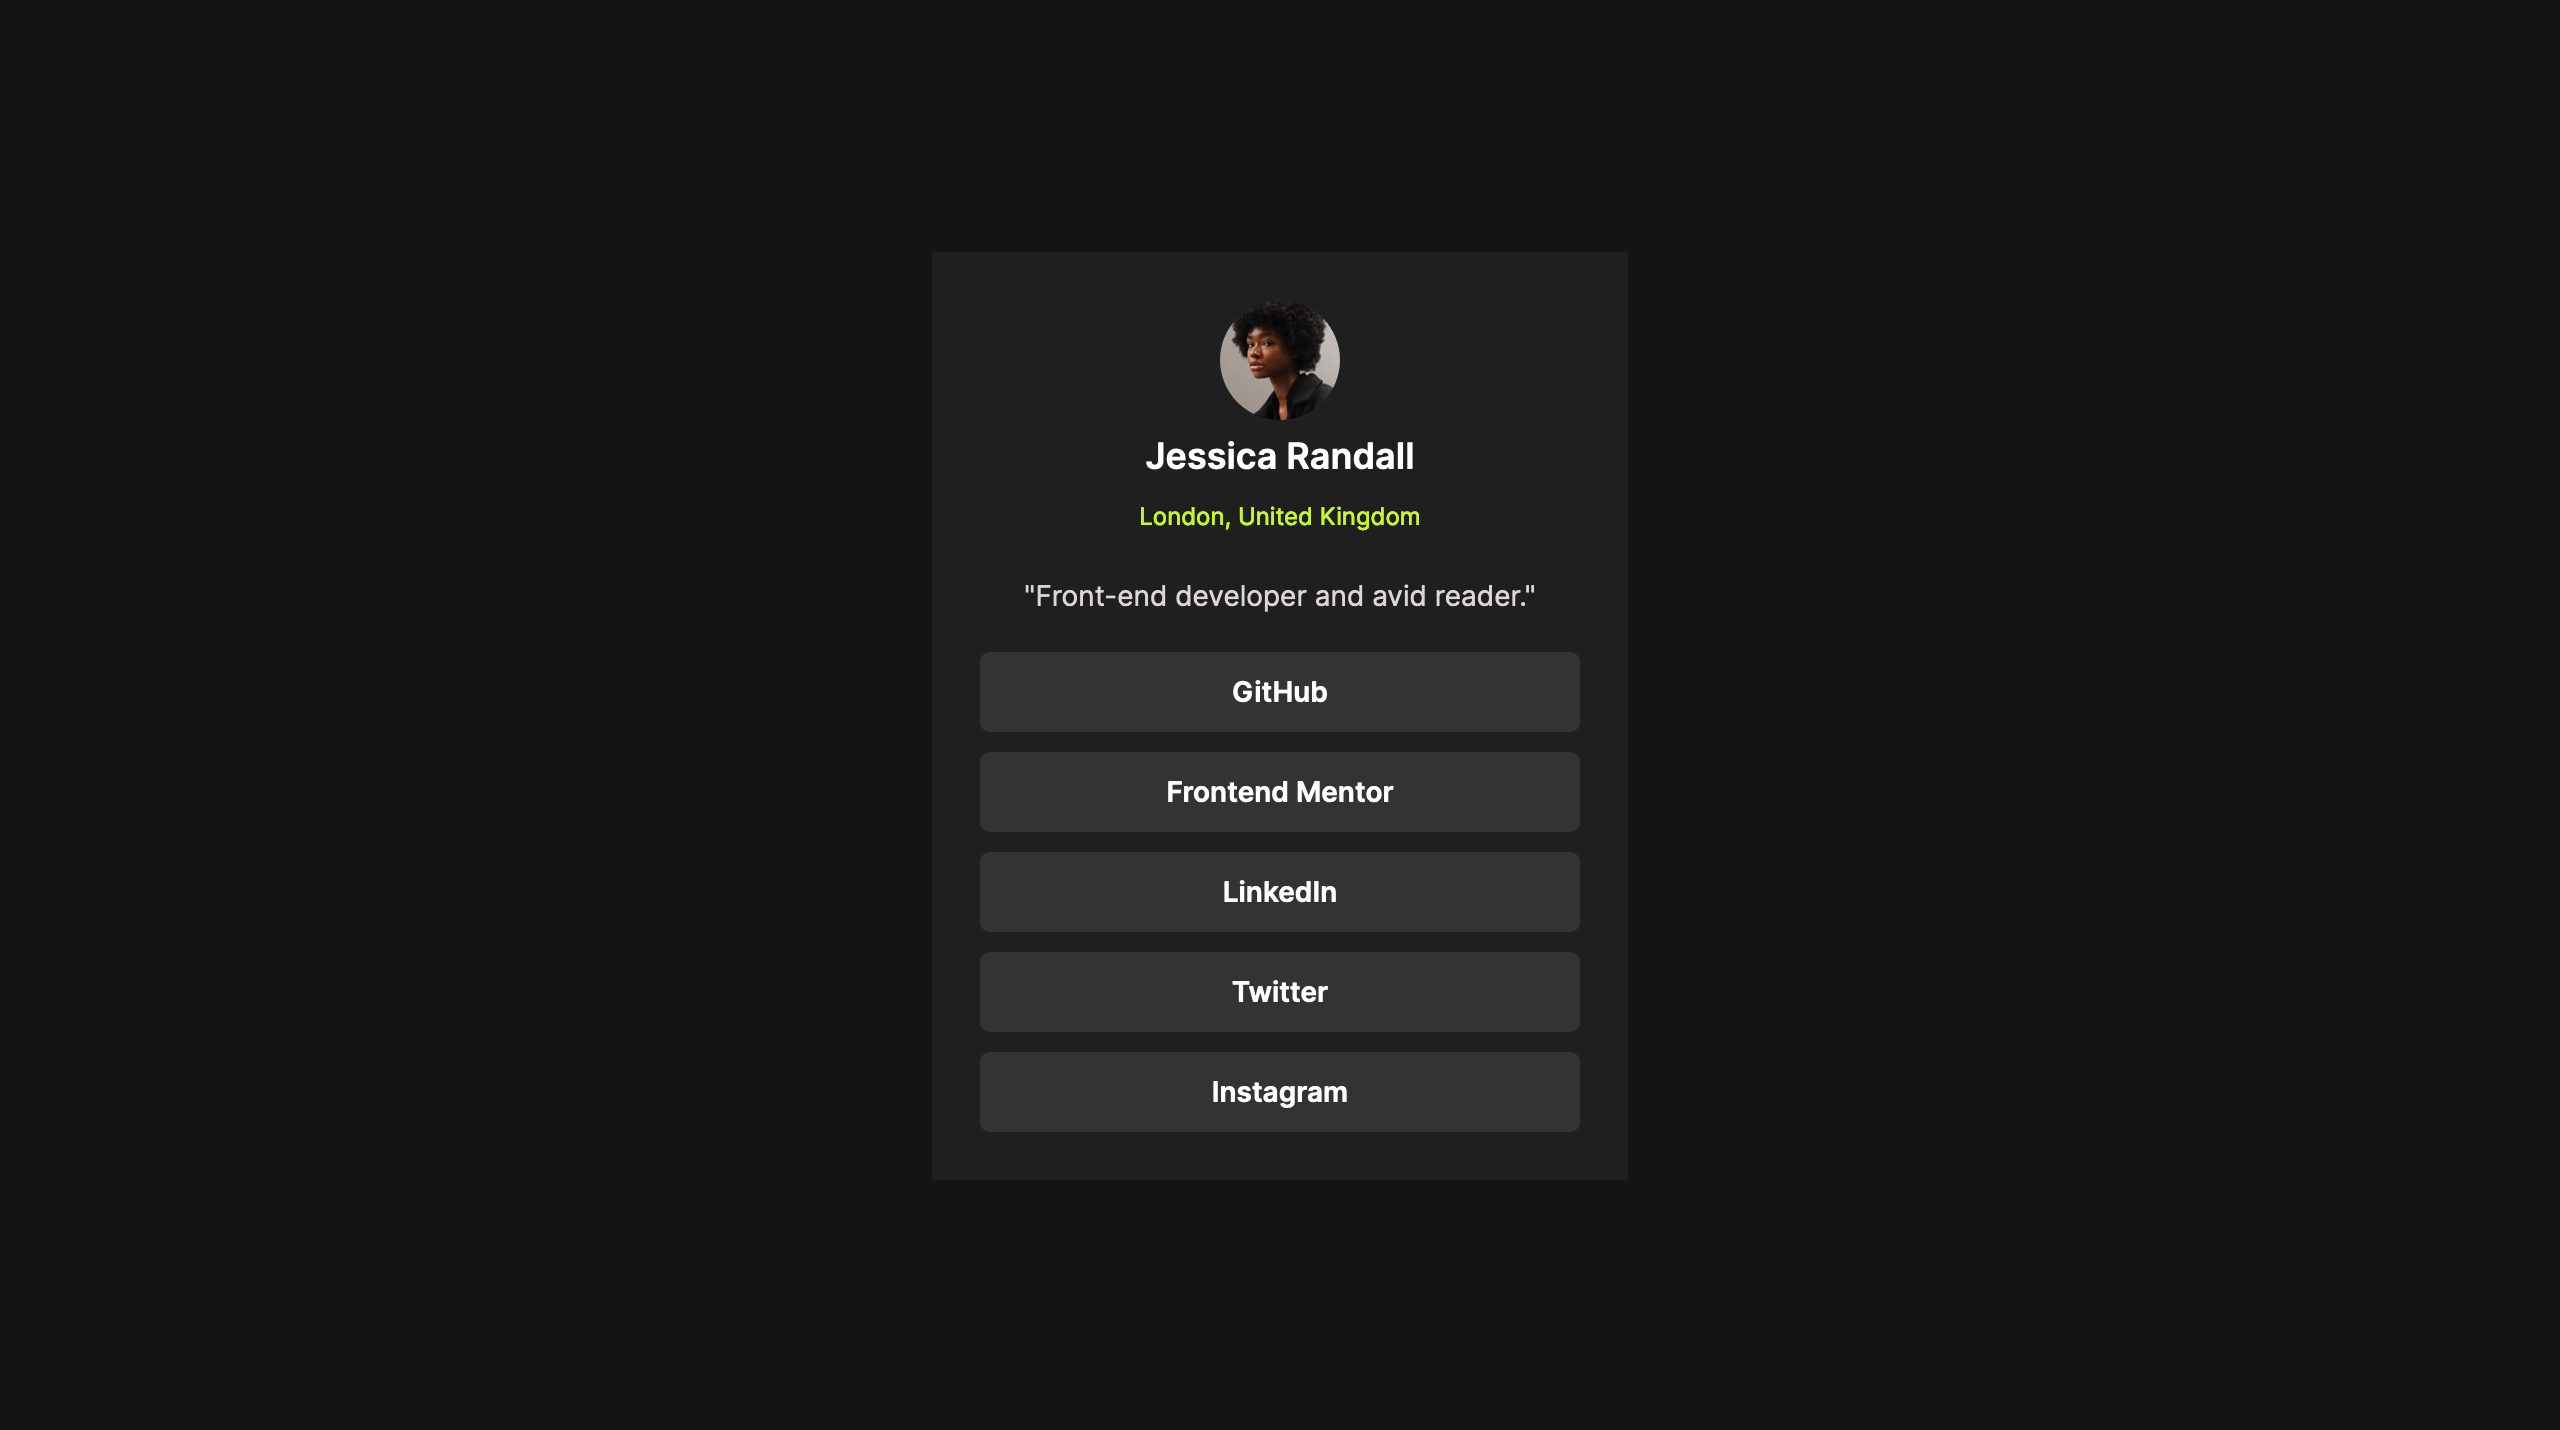 Jessica Randall
London, United Kingdom
"Front-end developer and avid reader."
GitHub
Frontend Mentor
LinkedIn
Twitter
Instagram